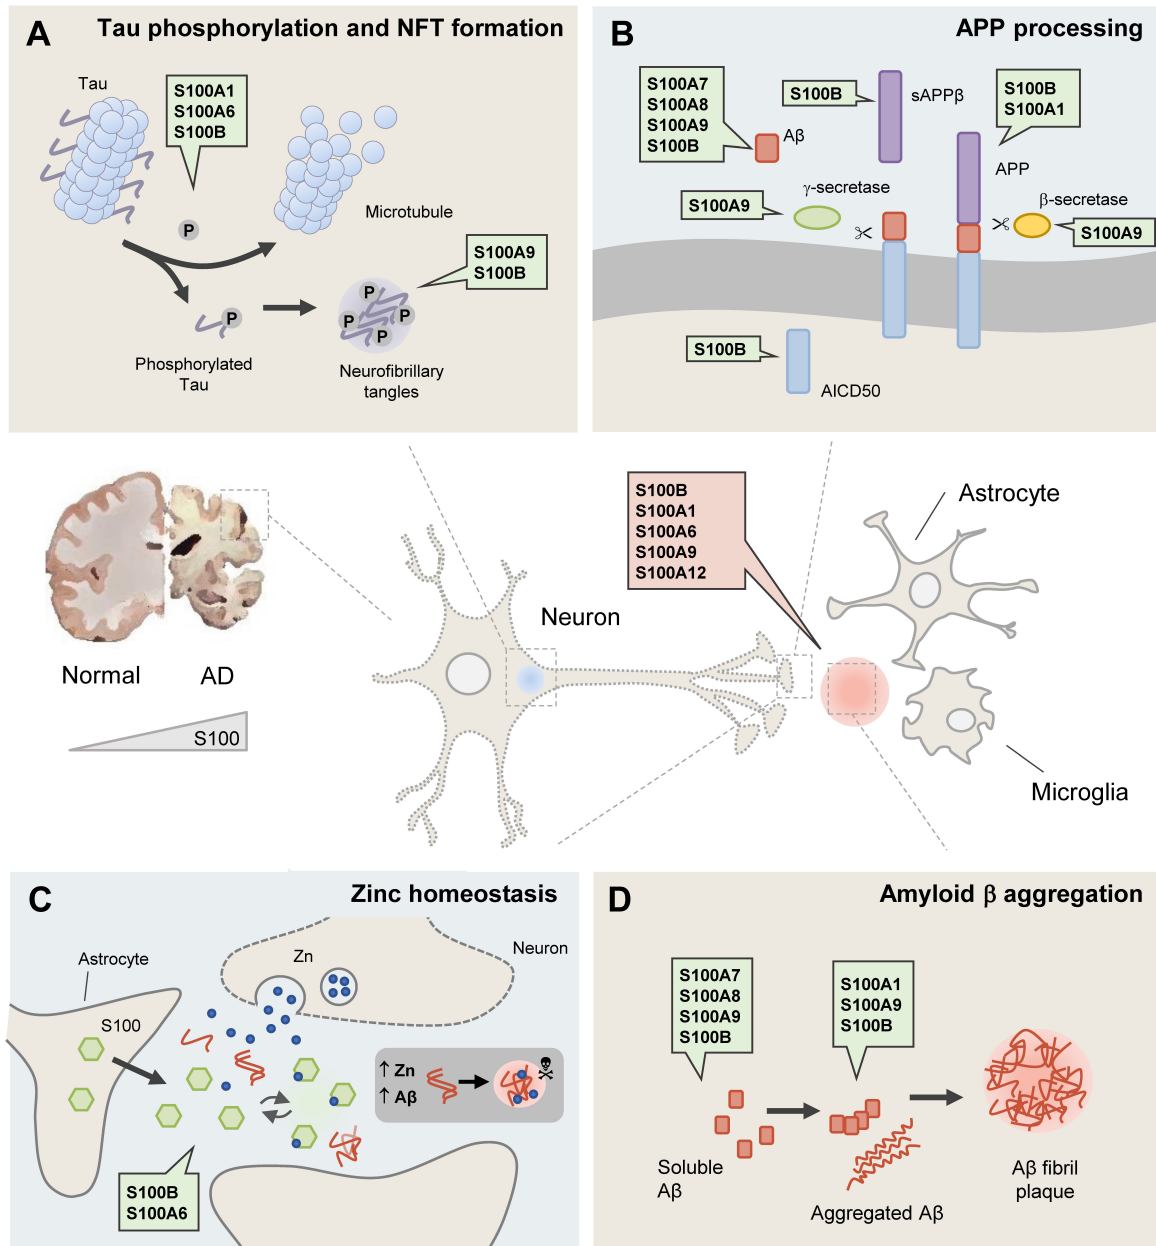 A
Tau phosphorylation and NFT formation
Tau
S100A1
S100A6
S100B
P
Microtubule
S100A9
S100B
P
P
P
P
P
Phosphorylated
Tau
Neurofibrillary
tangles
B
APP processing
S100A7
S100A8
S100A9
S100B
Aβ
S100B
sAPPβ
S100B
S100A1
APP
γ-secretase
S100A9
β-secretase
S100A9
S100B
AICD50
Normal
AD
S100
Neuron
S100B
S100A1
S100A6
S100A9
S100A12
Astrocyte
Microglia
C
Zinc homeostasis
Astrocyte
S100
Zn
Neuron
↑ Zn
↑ Aβ
S100B
S100A6
D
Amyloid β aggregation
S100A7
S100A8
S100A9
S100B
S100A1
S100A9
S100B
Soluble
Aβ
Aggregated Aβ
Aβ fibril
plaque